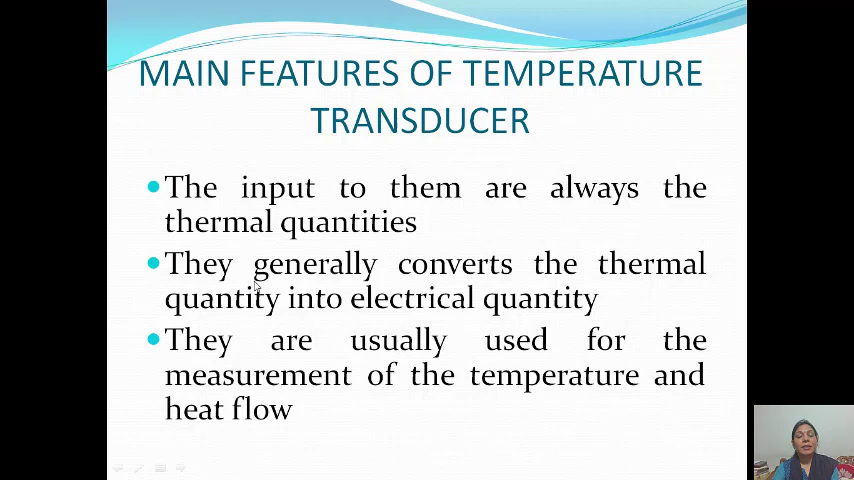 MAIN FEATURES OF TEMPERATURE
TRANSDUCER
The input to them are always the
thermal quantities
They generally converts the thermal
quantity into electrical quantity
They are usually used for the
measurement of the temperature and
heat flow